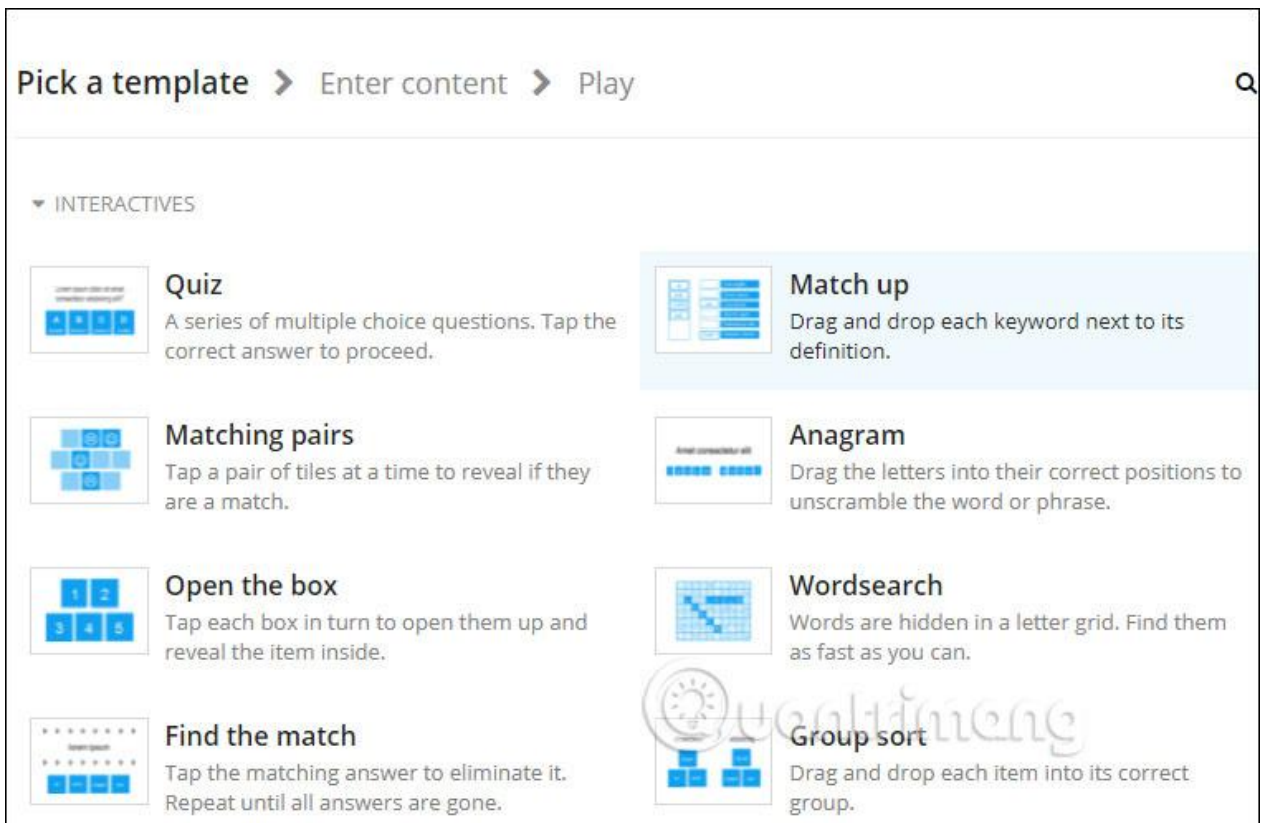 Pick a template > Enter content > Play
INTERACTIVES
Quiz
A series of multiple choice questions. Tap the
correct answer to proceed.
Match up
Drag and drop each keyword next to its
definition.
Matching pairs
Tap a pair of tiles at a time to reveal if they
are a match.
Anagram
Drag the letters into their correct positions to
unscramble the word or phrase.
Open the box
Tap each box in turn to open them up and
reveal the item inside.
1 2
3 4 5
Wordsearch
Words are hidden in a letter grid. Find them
as fast as you can.
Quantrimang
Find the match
Tap the matching answer to eliminate it.
Repeat until all answers are gone.
Group sort
Drag and drop each item into its correct
group.